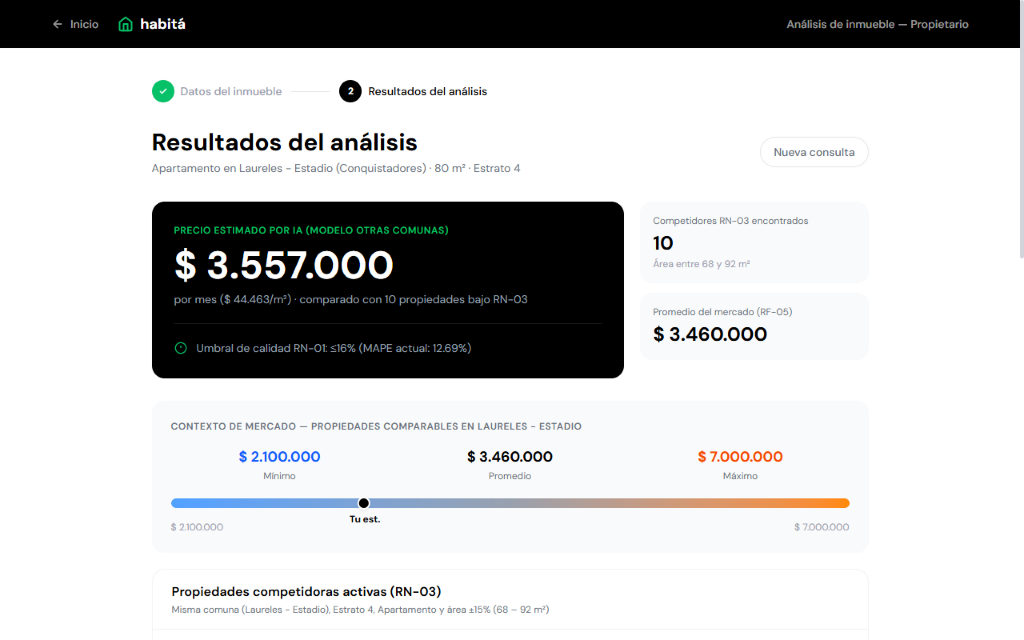 Inicio
habitá
Análisis de inmueble — Propietario
Datos del inmueble
2
Resultados del análisis
Resultados del análisis
Apartamento en Laureles - Estadio (Conquistadores) · 80 m² · Estrato 4
Nueva consulta
PRECIO ESTIMADO POR IA (MODELO OTRAS COMUNAS)
$ 3.557.000
por mes ($ 44.463/m²) · comparado con 10 propiedades bajo RN-03
Umbral de calidad RN-01: ≤16% (MAPE actual: 12.69%)
Competidores RN-03 encontrados
10
Área entre 68 y 92 m²
Promedio del mercado (RF-05)
$ 3.460.000
CONTEXTO DE MERCADO — PROPIEDADES COMPARABLES EN LAURELES - ESTADIO
$ 2.100.000
Mínimo
$ 3.460.000
Promedio
$ 7.000.000
Máximo
Tu est.
$ 2.100.000
$ 7.000.000
Propiedades competidoras activas (RN-03)
Misma comuna (Laureles - Estadio), Estrato 4, Apartamento y área ±15% (68 – 92 m²)